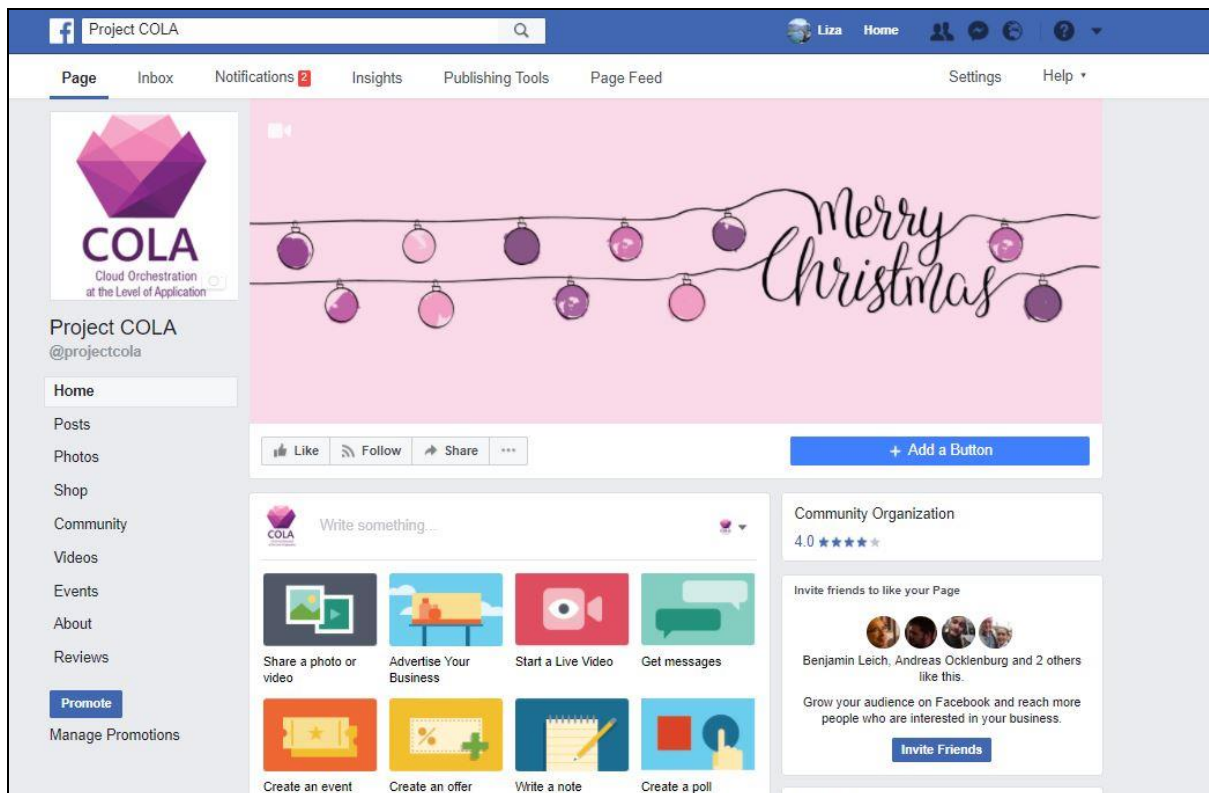 Project COLA
Liza Home
Page Inbox Notifications 2 Insights Publishing Tools Page Feed Settings Help
COLA
Cloud Orchestration
at the Level of Application
Project COLA
@projectcola
Home
Posts
Photos
Shop
Community
Videos
Events
About
Reviews
Promote
Manage Promotions
Merry
Christmas
Like Follow Share ...
+ Add a Button
COLA
Write something...
Share a photo or
video
Advertise Your
Business
Start a Live Video
Get messages
Create an event
Create an offer
Write a note
Create a poll
Community Organization
4.0
Invite friends to like your Page
Benjamin Leich, Andreas Ocklenburg and 2 others
like this.
Grow your audience on Facebook and reach more
people who are interested in your business.
Invite Friends